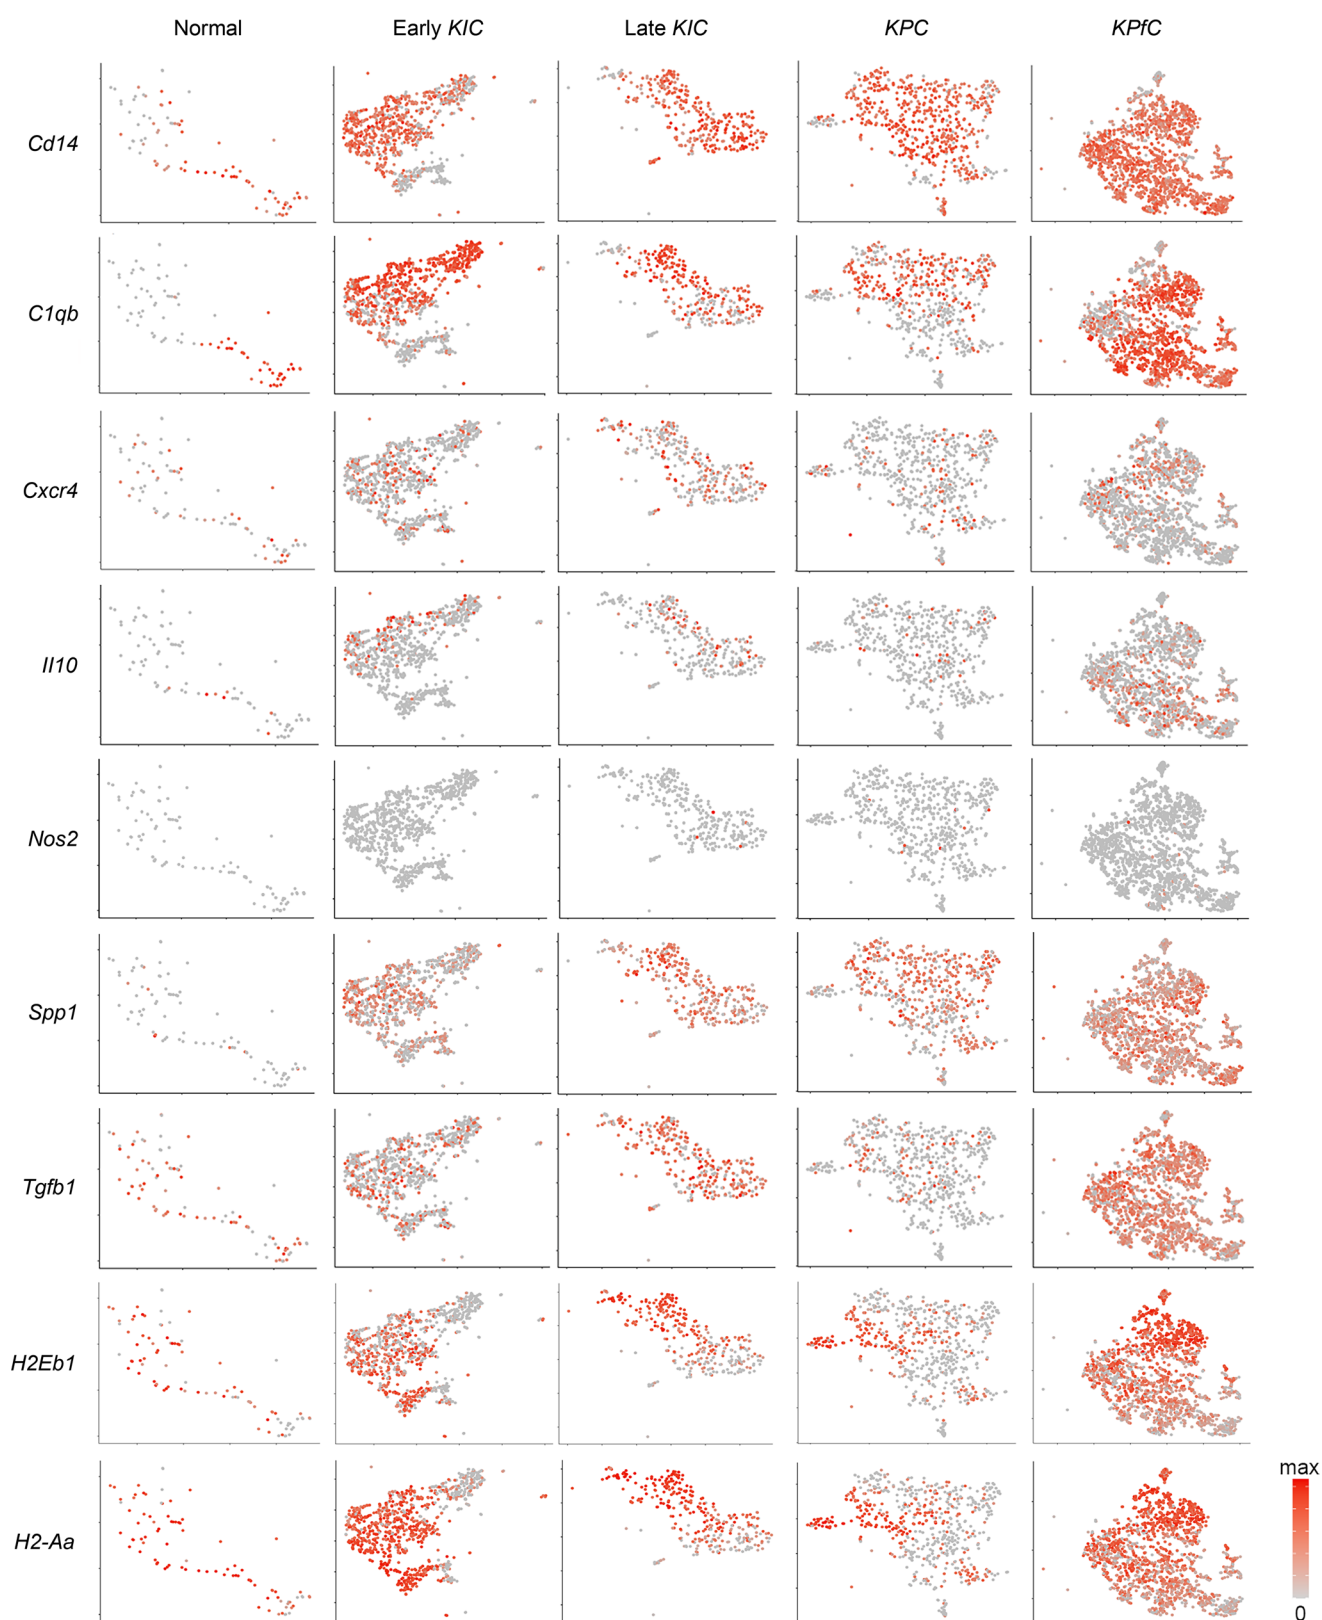 Normal Early KIC Late KIC KPC KPfC
Cd14
C1qb
Cxcr4
Il10
Nos2
Spp1
Tgfb1
H2Eb1
max
H2-Aa
0